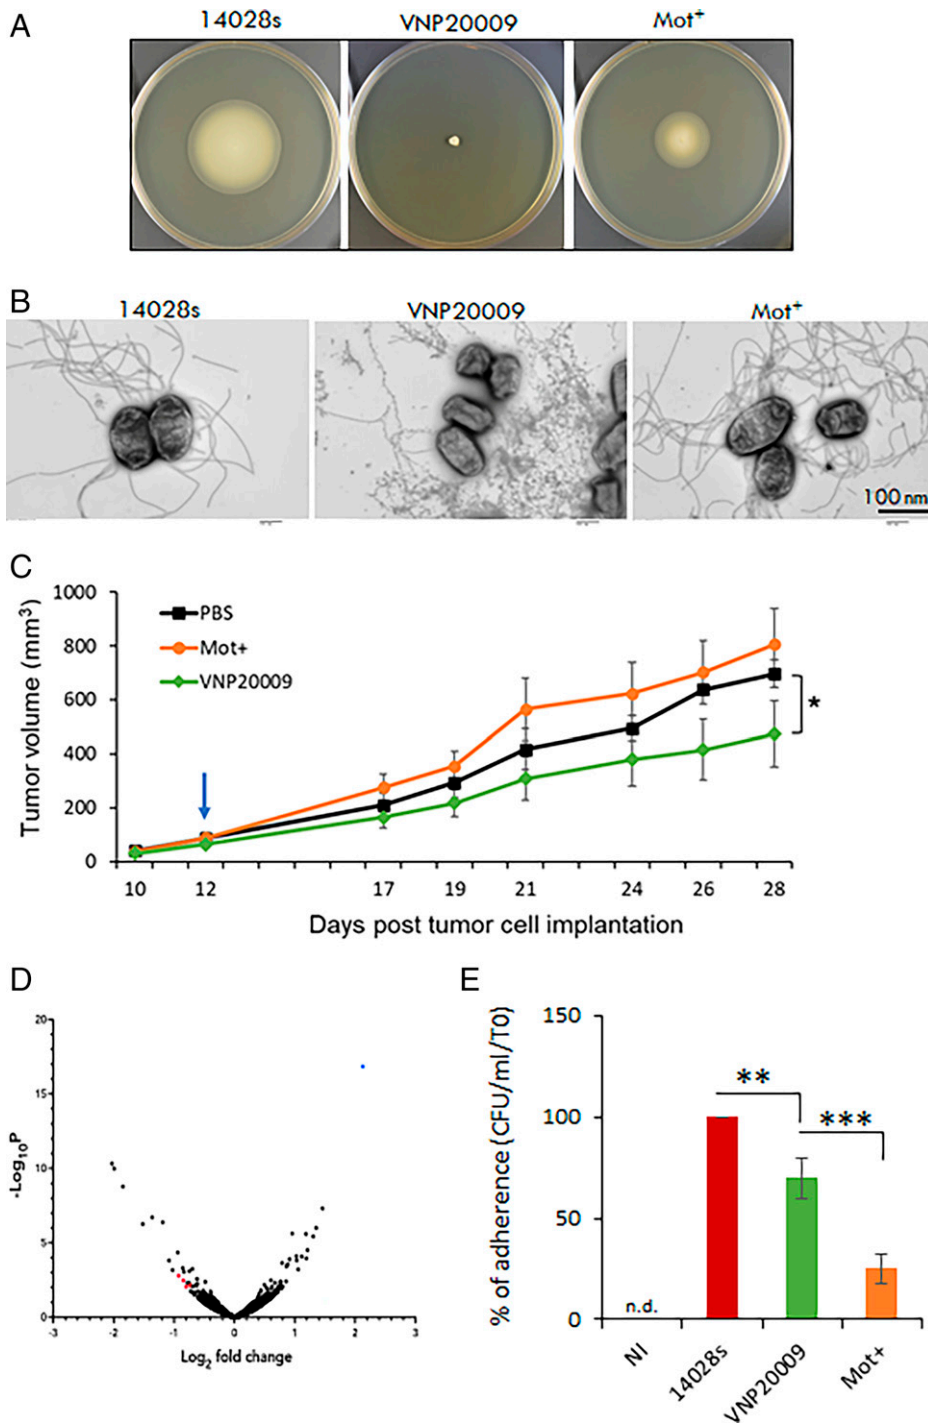 A
14028s VNP20009 Mot+
B
14028s VNP20009 Mot+
100 nm
C
Tumor volume (mm3)
1000
800
600
400
200
0
PBS
Mot+
VNP20009
*
10 12 17 19 21 24 26 28
Days post tumor cell implantation
D
-Log10P
20
15
10
5
0
-3 -2 -1 0 1 2 3
Log2 fold change
E
% of adherence (CFU/ml/T0)
150
100
50
0
**
***
n.d.
NI 14028s VNP20009 Mot+